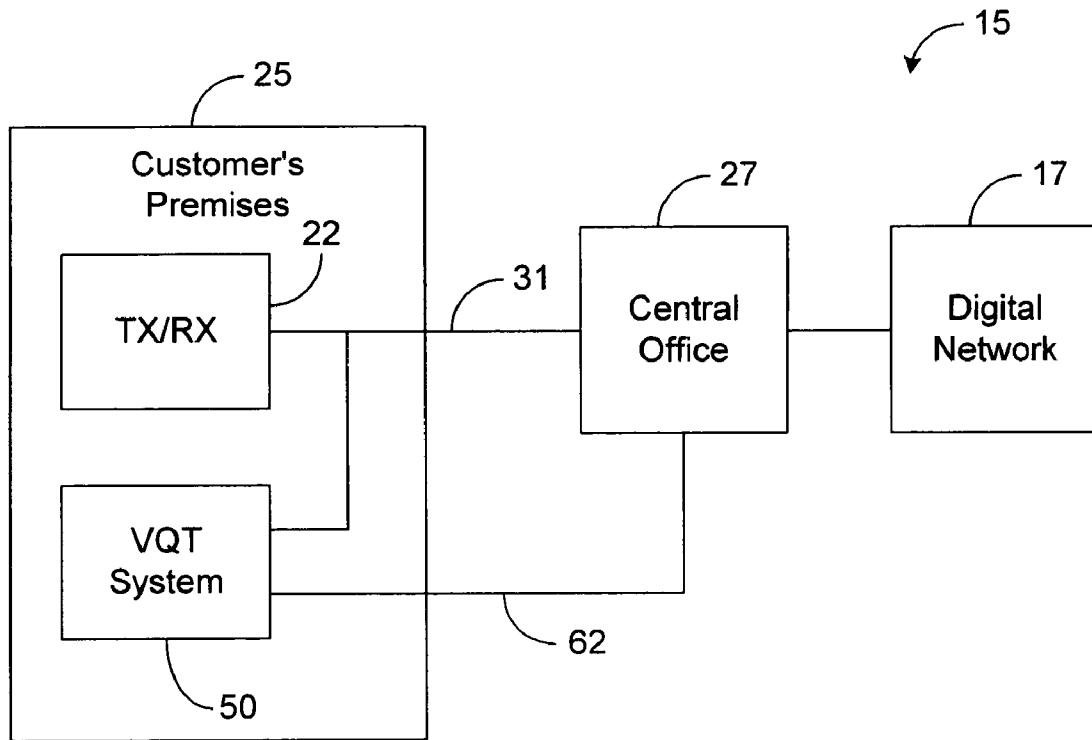 15
25
Customer's
Premises
27
17
22
31
TX/RX
Central
Office
Digital
Network
VQT
System
62
50